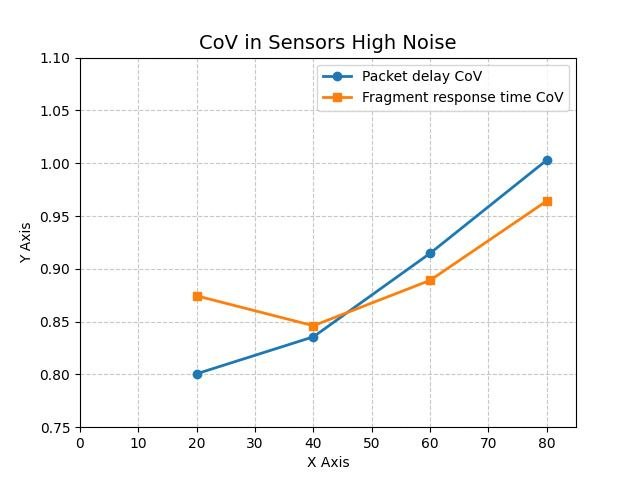 CoV in Sensors High Noise
Packet delay CoV
Fragment response time CoV
1.10
1.05
1.00
0.95
0.90
0.85
0.80
0.75
Y Axis
0 10 20 30 40 50 60 70 80
X Axis